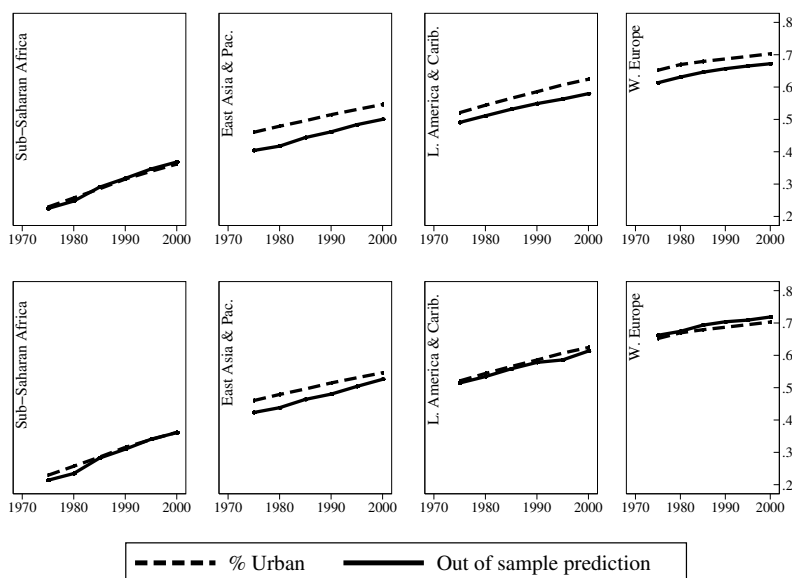 Sub−Saharan Africa
East Asia & Pac.
L. America & Carib.
W. Europe
.8
.7
.6
.5
.4
.3
.2
1970 1980 1990 2000
1970 1980 1990 2000
1970 1980 1990 2000
1970 1980 1990 2000
Sub−Saharan Africa
East Asia & Pac.
L. America & Carib.
W. Europe
.8
.7
.6
.5
.4
.3
.2
1970 1980 1990 2000
1970 1980 1990 2000
1970 1980 1990 2000
1970 1980 1990 2000
% Urban
Out of sample prediction